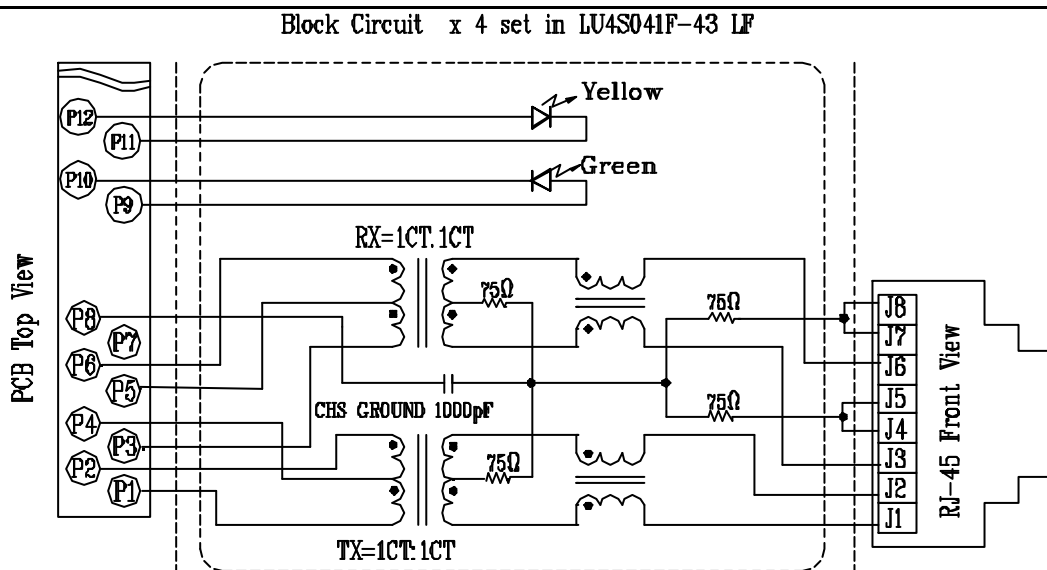 Block Circuit x 4 set in LU4S041F-43 LF
Yellow
P12
P11
Green
P10
P9
RX=1CT.1CT
75Ω
75Ω
P8
P7
P6
P5
CHS GROUND 1000pF
75Ω
P4
P3
75Ω
P2
P1
TX=1CT:1CT
PCB Top View
J8
J7
J6
J5
J4
J3
J2
J1
RJ-45 Front View